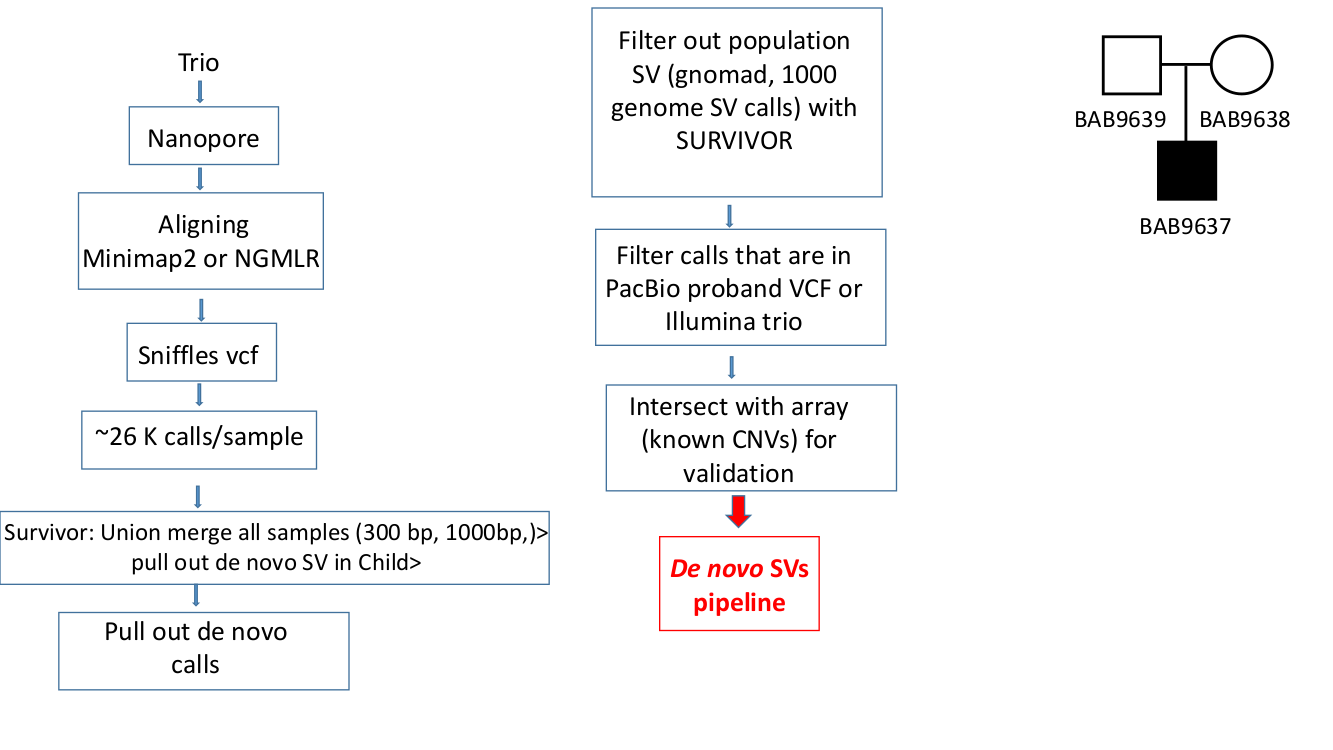 Trio
Nanopore
Aligning
Minimap2 or NGMLR
Sniffles vcf
~26 K calls/sample
Survivor: Union merge all samples (300 bp, 1000bp,)>
pull out de novo SV in Child>
Pull out de novo
calls
Filter out population
SV (gnomad, 1000
genome SV calls) with
SURVIVOR
Filter calls that are in
PacBio proband VCF or
Illumina trio
Intersect with array
(known CNVs) for
validation
De novo SVs
pipeline
BAB9639 BAB9638
BAB9637